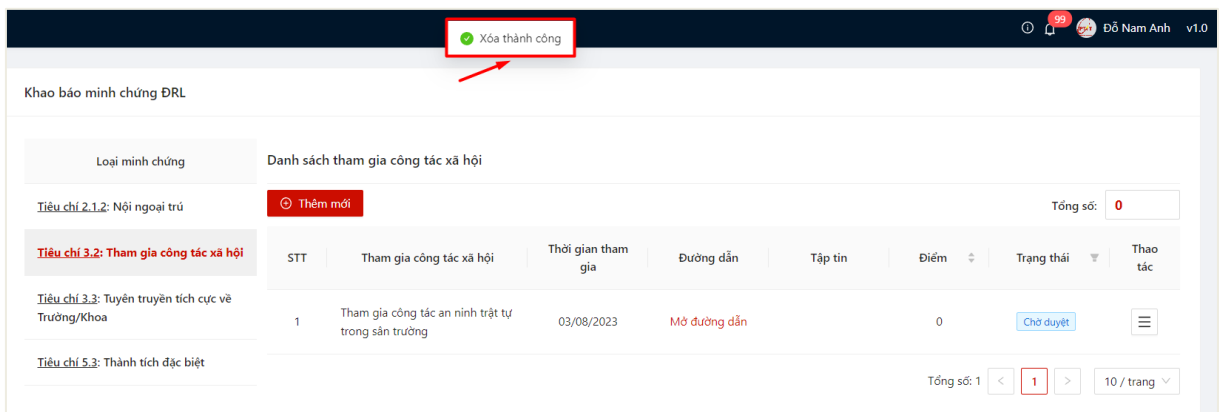 Xóa thành công
99
Đỗ Nam Anh v1.0
Khao báo minh chứng ĐRL
Loại minh chứng
Tiêu chí 2.1.2: Nội ngoại trú
Tiêu chí 3.2: Tham gia công tác xã hội
Tiêu chí 3.3: Tuyên truyền tích cực về
Trường/Khoa
Tiêu chí 5.3: Thành tích đặc biệt
Danh sách tham gia công tác xã hội
Thêm mới
Tổng số: 0
STT Tham gia công tác xã hội Thời gian tham gia Đường dẫn Tập tin Điểm Trạng thái Thao tác
1 Tham gia công tác an ninh trật tự trong sân trường 03/08/2023 Mở đường dẫn 0 Chờ duyệt
Tổng số: 1 < 1 > 10 / trang